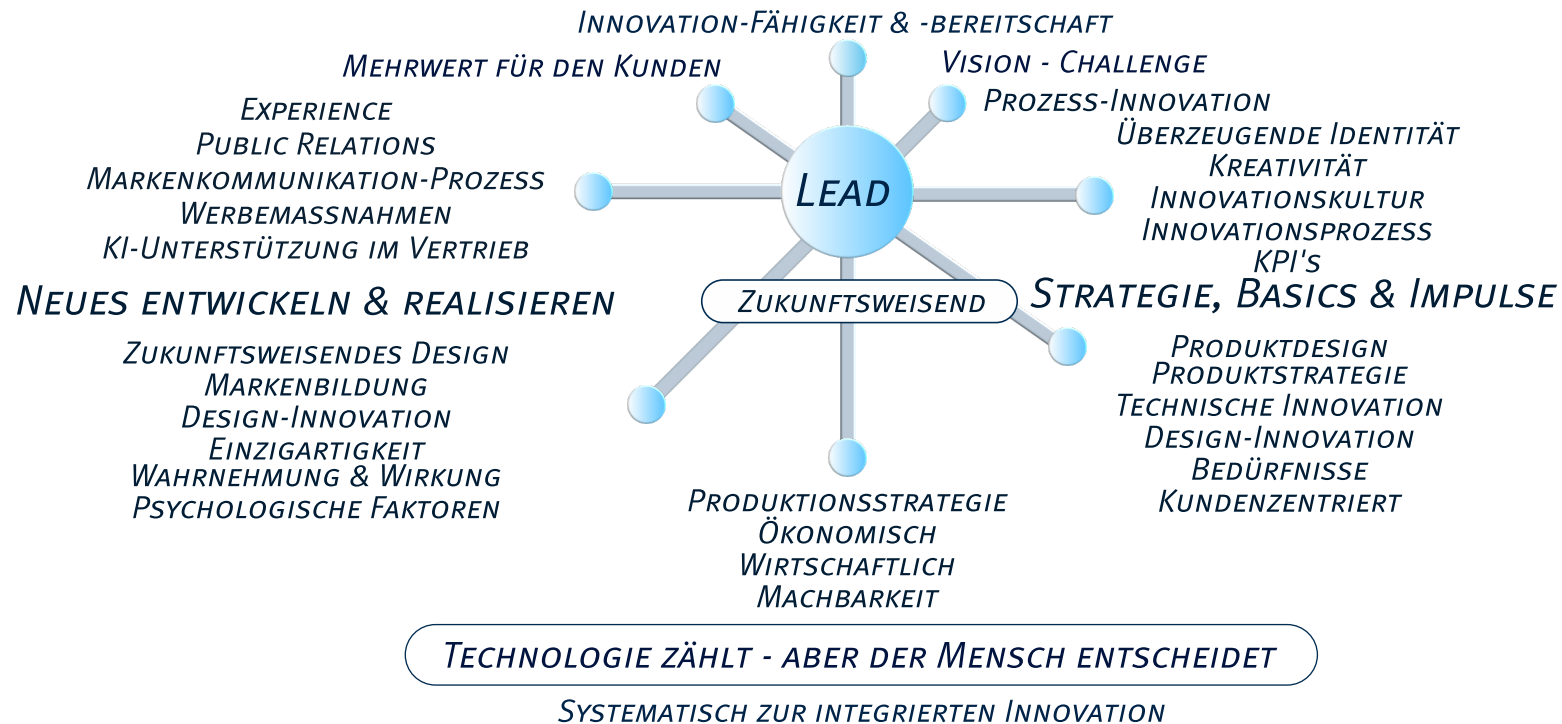 Innovation-Fähigkeit & -bereitschaft
Mehrwert für den Kunden
Vision - Challenge
Prozess-Innovation
Experience
Public Relations
Markenkommunikation-Prozess
Werbemassnahmen
KI-Unterstützung im Vertrieb
Überzeugende Identität
Kreativität
Innovationskultur
Innovationsprozess
KPI's
Lead
Neues entwickeln & realisieren
Zukunftsweisend
Strategie, Basics & Impulse
Zukunftsweisendes Design
Markenbildung
Design-Innovation
Einzigartigkeit
Wahrnehmung & Wirkung
Psychologische Faktoren
Produktdesign
Produktstrategie
Technische Innovation
Design-Innovation
Bedürfnisse
Kundenzentriert
Produktionsstrategie
Ökonomisch
Wirtschaftlich
Machbarkeit
Technologie zählt - aber der Mensch entscheidet
Systematisch zur integrierten Innovation